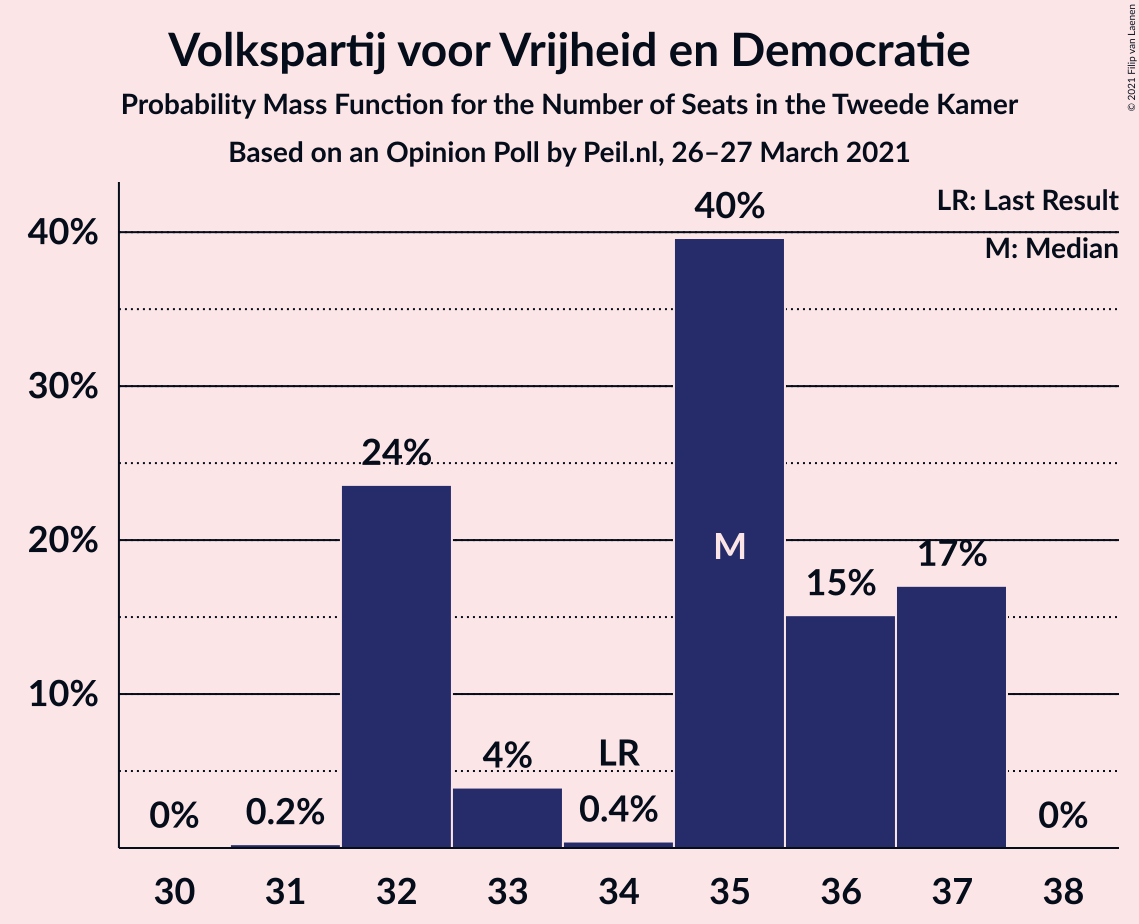 Volkspartij voor Vrijheid en Democratie
Probability Mass Function for the Number of Seats in the Tweede Kamer
Based on an Opinion Poll by Peil.nl, 26–27 March 2021
© 2021 Filip van Laenen
LR: Last Result
M: Median
40%
30%
20%
10%
0%
0.2%
24%
4%
LR
0.4%
40%
M
15%
17%
0%
30 31 32 33 34 35 36 37 38